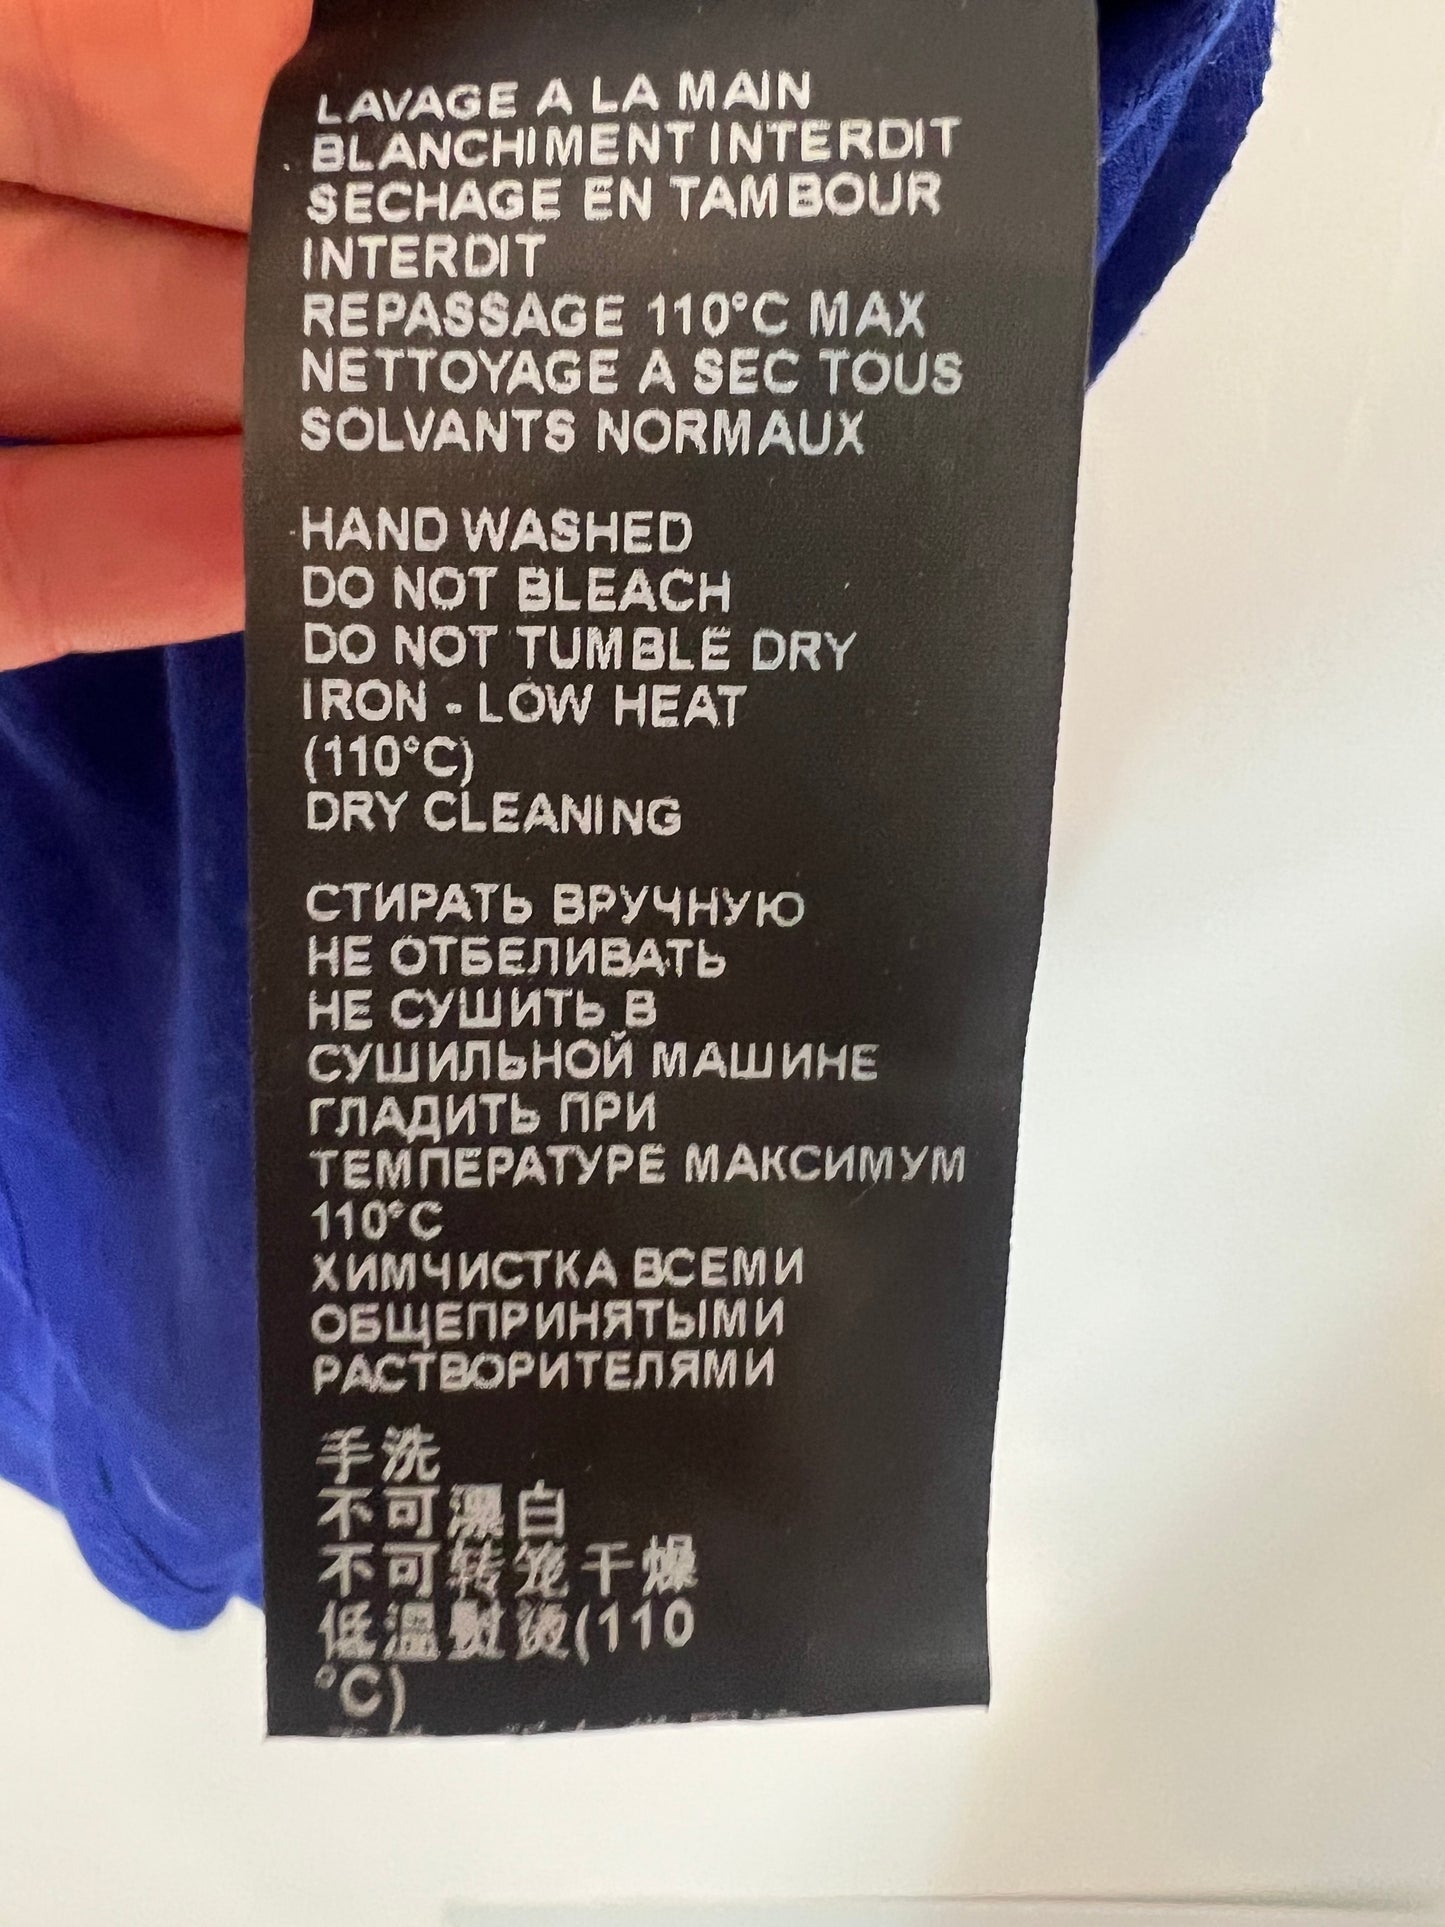 LAVAGE A LA MAIN
BLANCHIMENT INTERDIT
SECHAGE EN TAMBOUR
INTERDIT
REPASSAGE 110°C MAX
NETTOYAGE A SEC TOUS
SOLVANTS NORMAUX
HAND WASHED
DO NOT BLEACH
DO NOT TUMBLE DRY
IRON - LOW HEAT
(110°C)
DRY CLEANING
СТИРАТЬ ВРУЧНУЮ
НЕ ОТБЕЛИВАТЬ
НЕ СУШИТЬ В
СУШИЛЬНОЙ МАШИНЕ
ГЛАДИТЬ ПРИ
ТЕМПЕРАТУРЕ МАКСИМУМ
110°C
ХИМЧИСТКА ВСЕМИ
ОБЩЕПРИНЯТЫМИ
РАСТВОРИТЕЛЯМИ
手洗
不可漂白
不可转笼干燥
低温熨烫(110
°C)